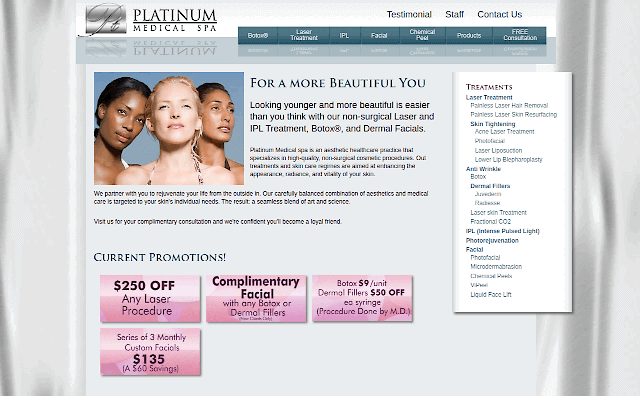 PLATINUM
MEDICAL SPA
Testimonial Staff Contact Us
Botox® Laser Treatment IPL Facial Chemical Peel Products FREE Consultation
FOR A MORE BEAUTIFUL YOU
Looking younger and more beautiful is easier
than you think with our non-surgical Laser and
IPL Treatment, Botox®, and Dermal Facials.
Platinum Medical spa is an aesthetic healthcare practice that
specializes in high-quality, non-surgical cosmetic procedures. Our
treatments and skin care regimes are aimed at enhancing the
appearance, radiance, and vitality of your skin.
We partner with you to rejuvenate your life from the outside in. Our carefully balanced combination of aesthetics and medical
care is targeted to your skin's individual needs. The result: a seamless blend of art and science.
Visit us for your complimentary consultation and we're confident you'll become a loyal friend.
CURRENT PROMOTIONS!
$250 OFF
Any Laser
Procedure
Complimentary
Facial
with any Botox or
Dermal Fillers
Botox $9/unit
Dermal Fillers $50 OFF
ea syringe
(Procedure Done by M.D.)
Series of 3 Monthly
Custom Facials
$135
(A $60 Savings)
TREATMENTS
Laser Treatment
Painless Laser Hair Removal
Painless Laser Skin Resurfacing
Skin Tightening
Acne Laser Treatment
Photofacial
Laser Liposuction
Lower Lip Blepharoplasty
Anti Wrinkle
Botox
Dermal Fillers
Juvederm
Radiesse
Laser skin Treatment
Fractional CO2
IPL (Intense Pulsed Light)
Photorejuvenation
Facial
Photofacial
Microdermabrasion
Chemical Peels
ViPeel
Liquid Face Lift